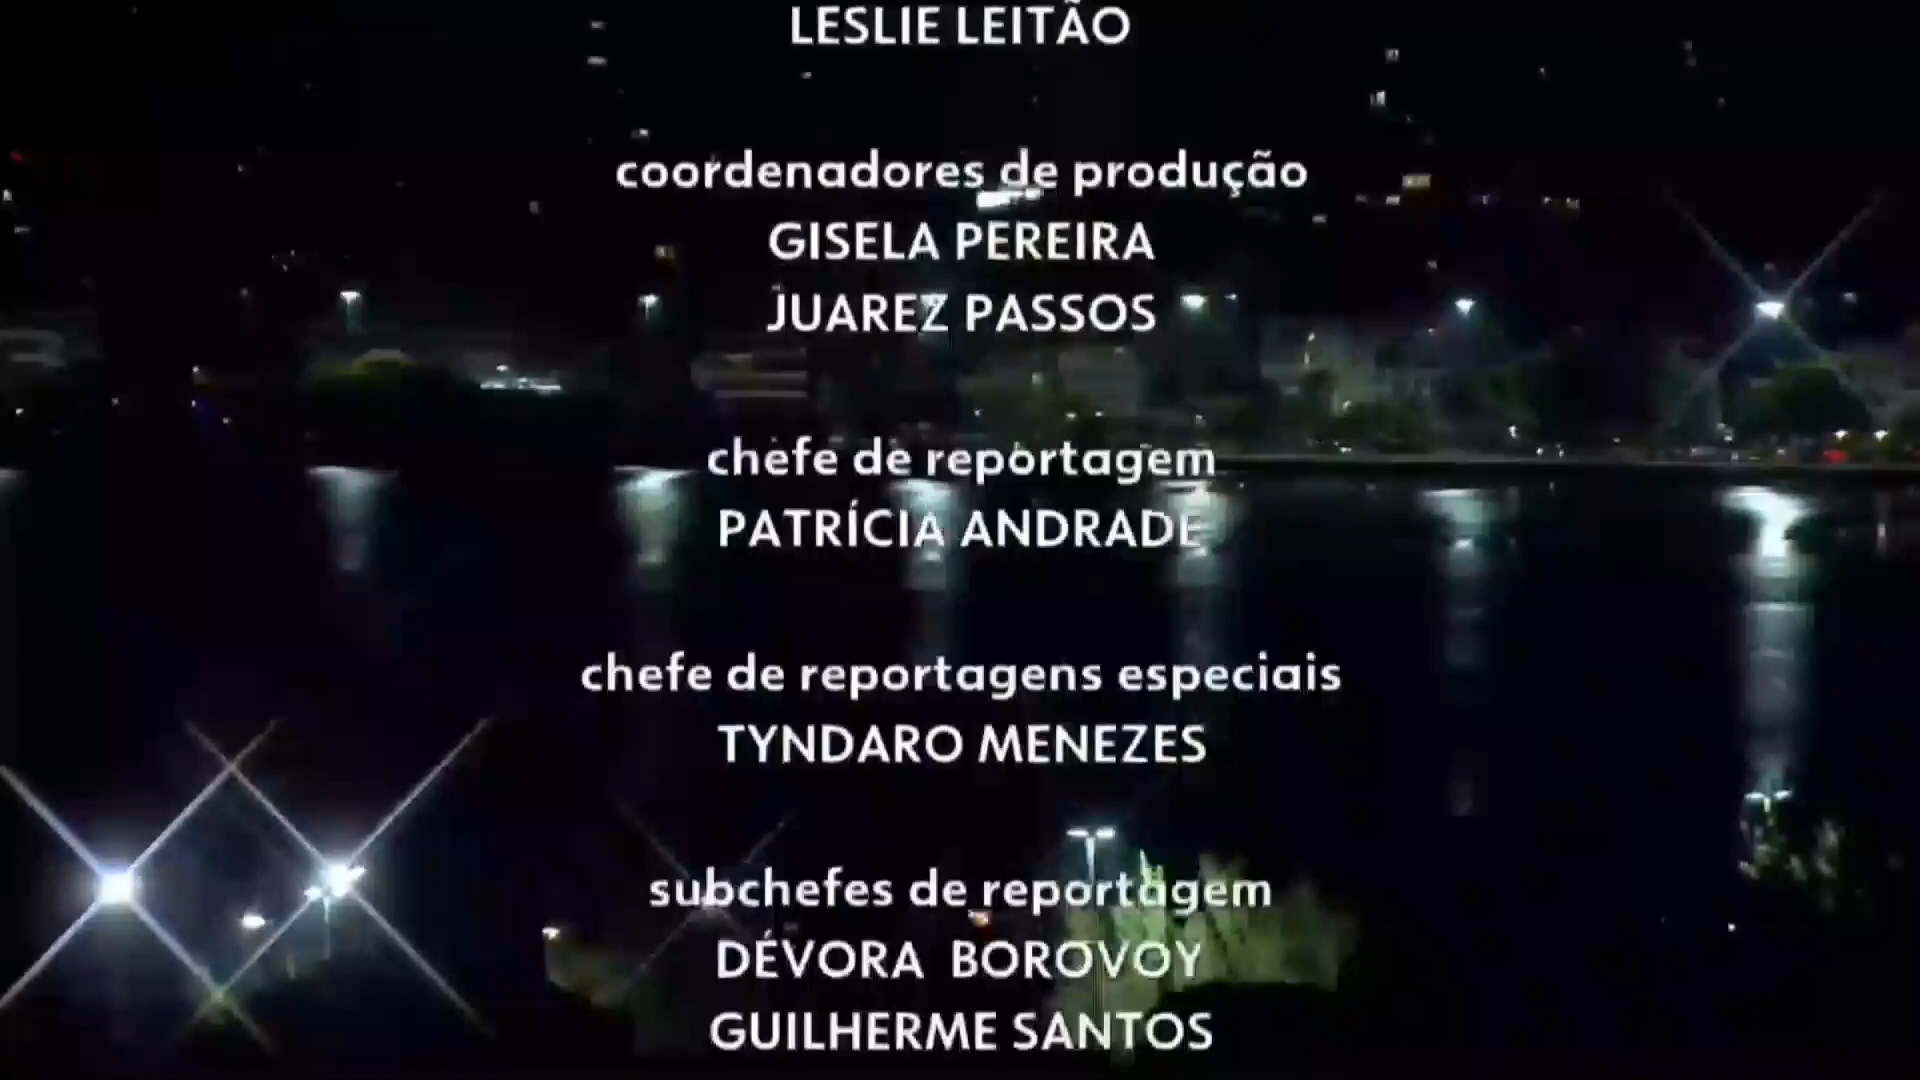 LESLIE LEITÃO
coordenadores de produção
GISELA PEREIRA
JUAREZ PASSOS
chefe de reportagem
PATRÍCIA ANDRADE
chefe de reportagens especiais
TYNDARO MENEZES
subchefes de reportagem
DÉVORA BOROVOY
GUILHERME SANTOS